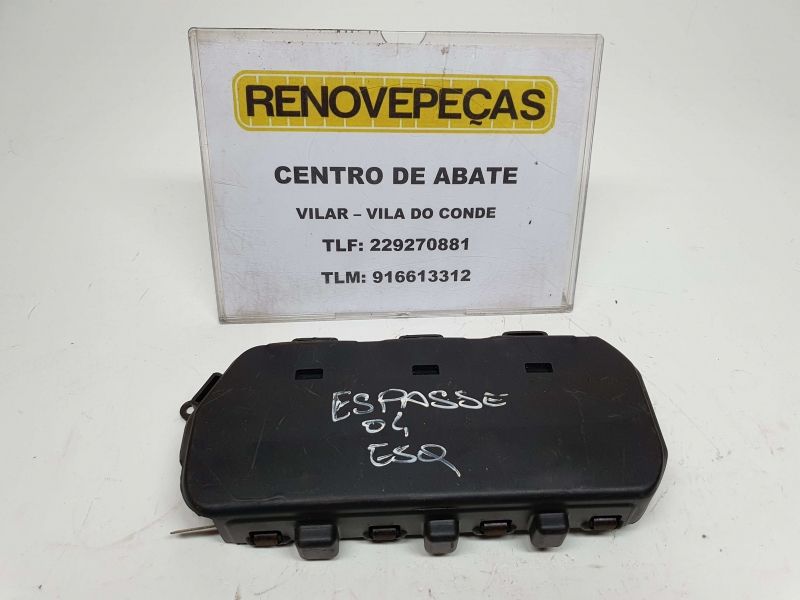 RENOVEPEÇAS
CENTRO DE ABATE
VILAR – VILA DO CONDE
TLF: 229270881
TLM: 916613312
ESPASSE
04
ESQ